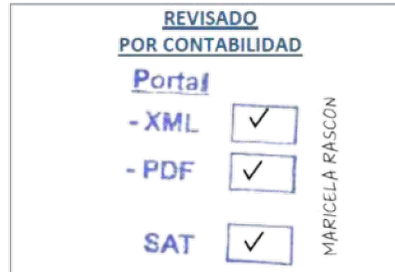 REVISADO
POR CONTABILIDAD
Portal
- XML ✓
- PDF ✓
SAT ✓
MARICELA RASCON